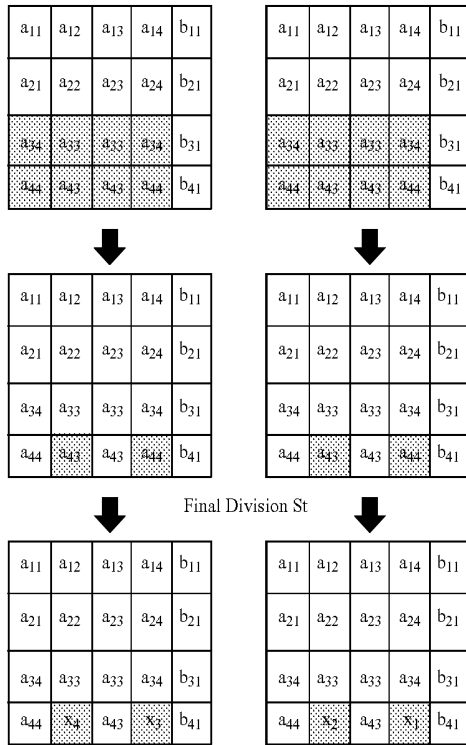 a11 a12 a13 a14 b11 a11 a12 a13 a14 b11
a21 a22 a23 a24 b21 a21 a22 a23 a24 b21
a34 a33 a33 a34 b31 a34 a33 a33 a34 b31
a44 a43 a43 a44 b41 a44 a43 a43 a44 b41
a11 a12 a13 a14 b11 a11 a12 a13 a14 b11
a21 a22 a23 a24 b21 a21 a22 a23 a24 b21
a34 a33 a33 a34 b31 a34 a33 a33 a34 b31
a44 a43 a43 a44 b41 a44 a43 a43 a44 b41
Final Division St
a11 a12 a13 a14 b11 a11 a12 a13 a14 b11
a21 a22 a23 a24 b21 a21 a22 a23 a24 b21
a34 a33 a33 a34 b31 a34 a33 a33 a34 b31
a44 x4 a43 x3 b41 a44 x2 a43 x1 b41